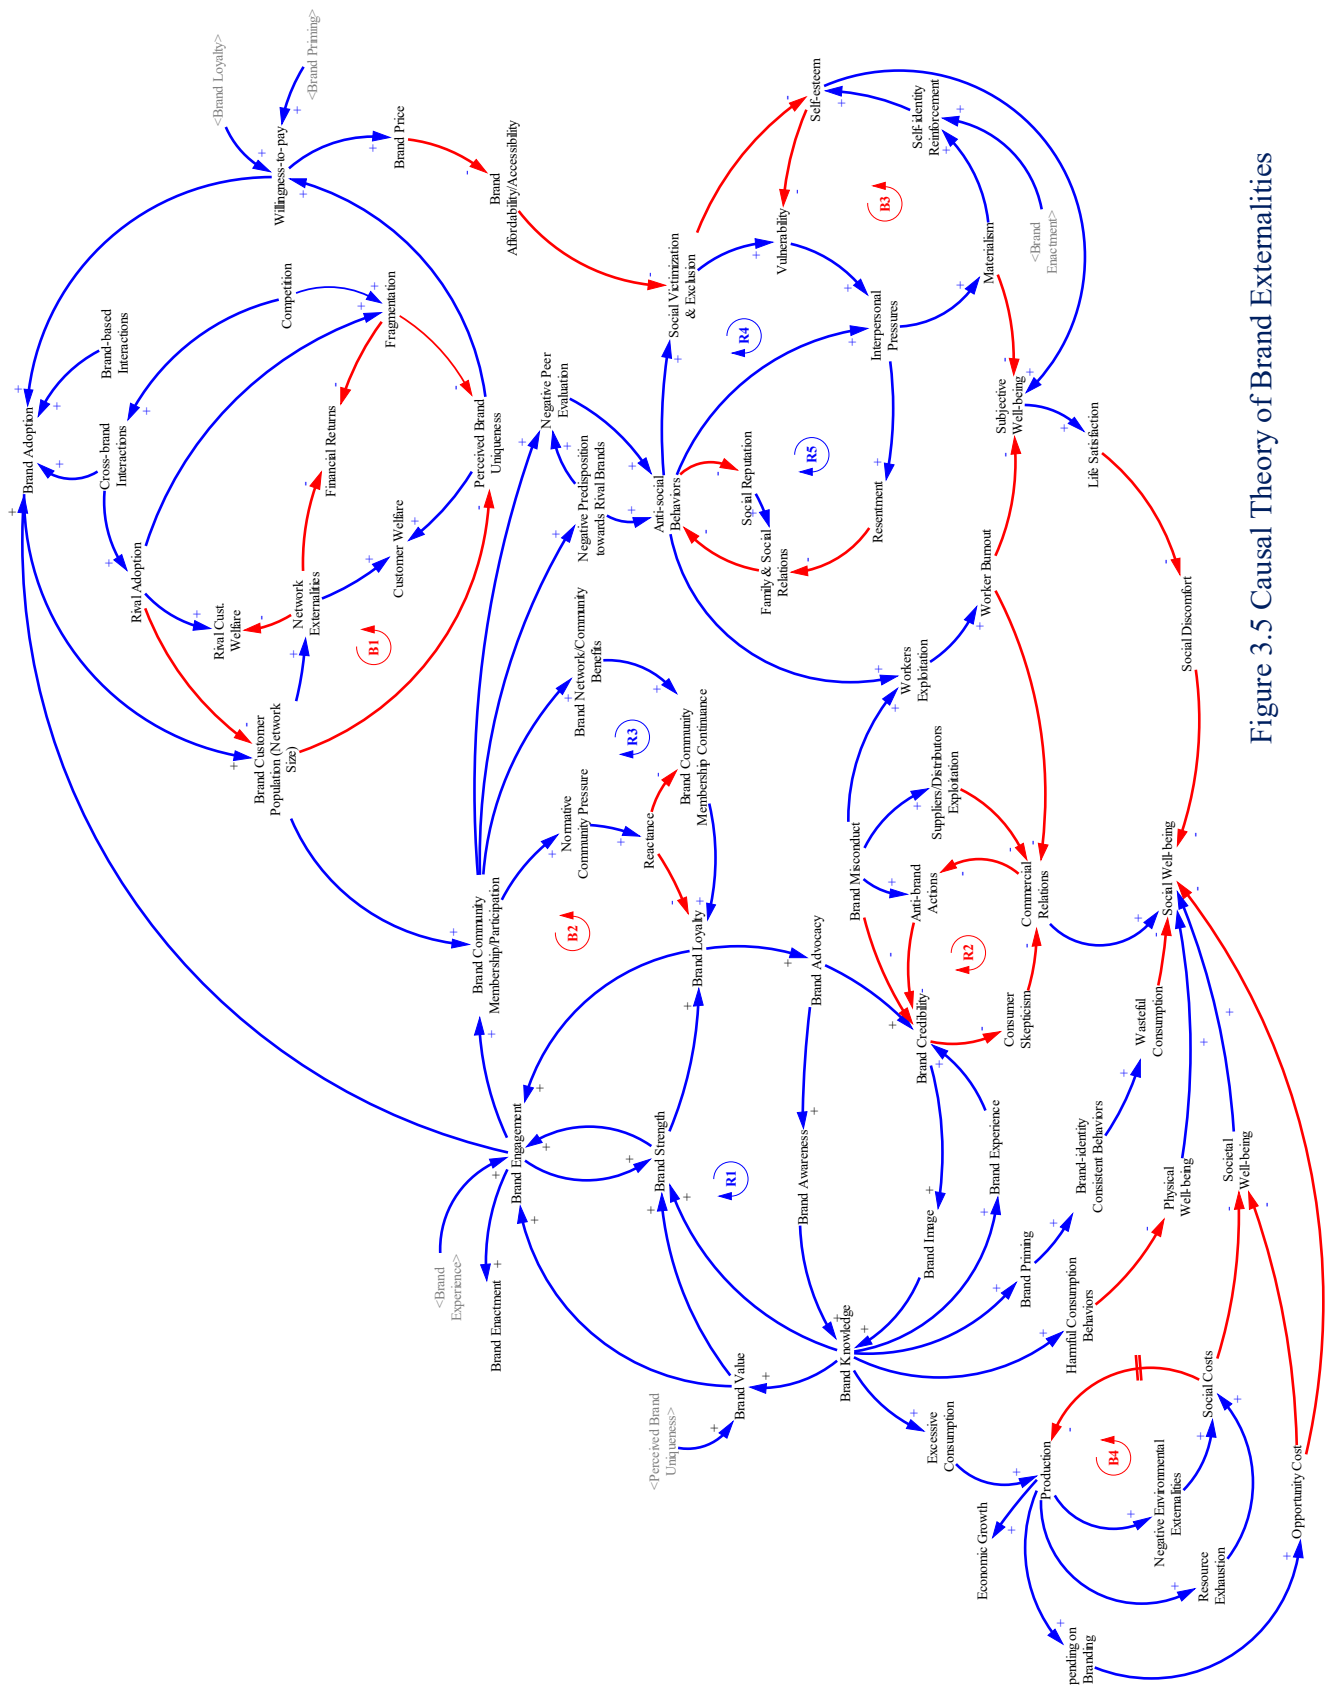 <Brand Loyalty>
<Brand Priming>
Willingness-to-pay
Brand Price
Brand
Affordability/Accessibility
Brand Adoption
Brand-based
Interactions
Cross-brand
Interactions
Competition
Fragmentation
Rival Adoption
Financial Returns
Perceived Brand
Uniqueness
Customer Welfare
Network
Externalities
Rival Cust.
Welfare
B1
Brand Customer
Population (Network
Size)
Self-esteem
Self-identity
Reinforcement
B3
<Brand
Enactment>
Materialism
Vulnerability
Social Victimization
& Exclusion
R4
Interpersonal
Pressures
Subjective
Well-being
Life Satisfaction
Negative Peer
Evaluation
Negative Predisposition
towards Rival Brands
Anti-social
Behaviors
Social Reputation
R5
Family & Social
Relations
Resentment
Worker Burnout
Social Discomfort
Workers
Exploitation
Brand Network/Community
Benefits
R3
Brand Community
Membership Continuance
Normative
Community Pressure
Reactance
Brand Community
Membership/Participation
B2
Brand Loyalty
Brand Advocacy
Brand Misconduct
Suppliers/Distributors
Exploitation
Anti-brand
Actions
Commercial
Relations
R2
Social Well-being
Brand Credibility
Consumer
Skepticism
Wasteful
Consumption
Brand Engagement
Brand Strength
R1
Brand Awareness
Brand Experience
Brand-identity
Consistent Behaviors
Physical
Well-being
Societal
Well-being
<Brand
Experience>
Brand Enactment
Brand Image
Brand Priming
Harmful Consumption
Behaviors
Brand Value
<Perceived Brand
Uniqueness>
Brand Knowledge
Excessive
Consumption
Production
B4
Social Costs
Economic Growth
Negative Environmental
Externalities
Resource
Exhaustion
Opportunity Cost
pending on
Branding
Figure 3.5 Causal Theory of Brand Externalities